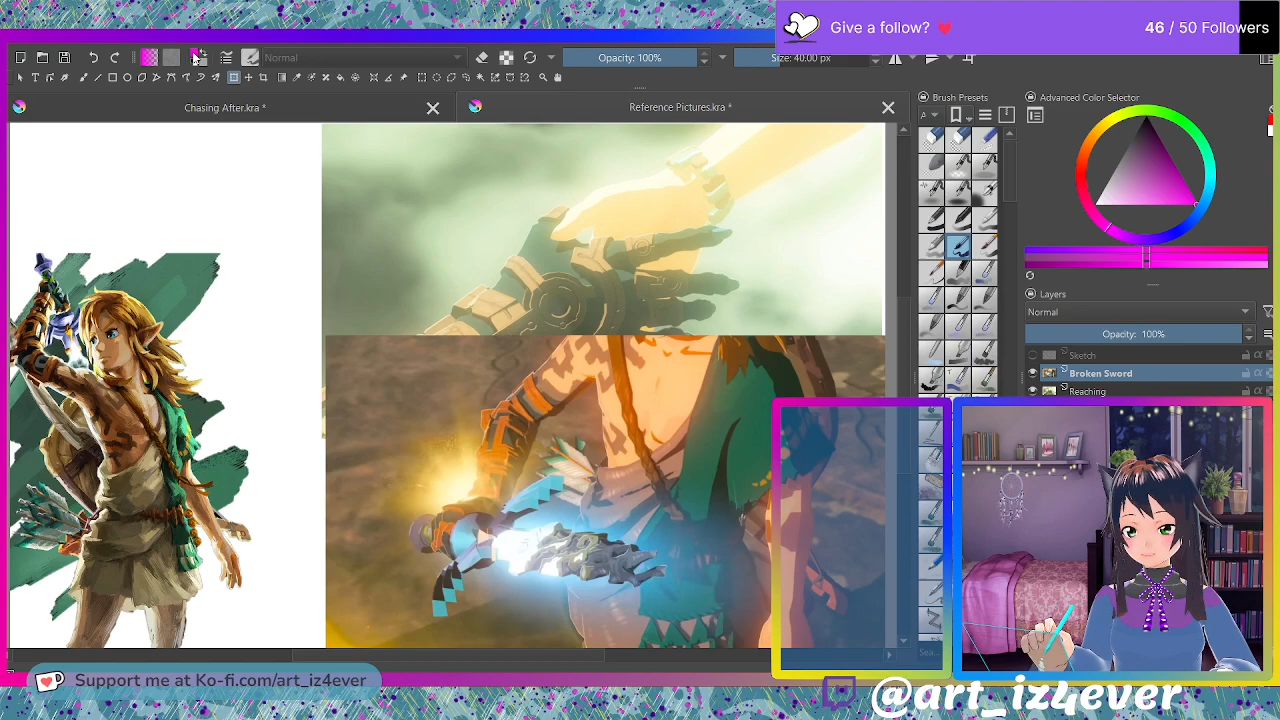 Give a follow?
46 / 50 Followers
Normal
Opacity: 100%
Size: 40.00 px
Chasing After.kra *
Reference Pictures.kra *
Brush Presets
Advanced Color Selector
A
Layers
Normal
Opacity: 100%
Sketch
Broken Sword
Reaching
Sea...
Support me at Ko-fi.com/art_iz4ever
@art_iz4ever